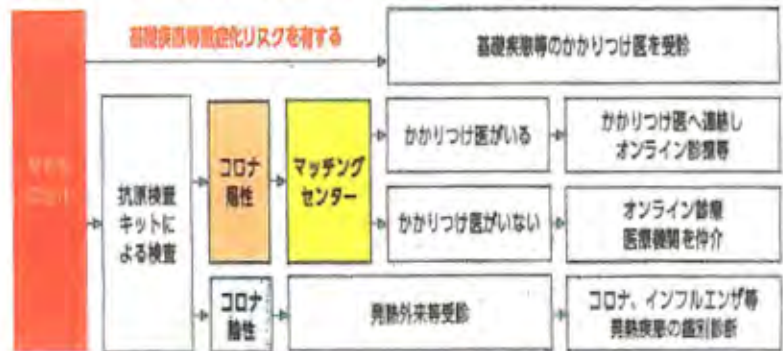 基礎疾患等重症化リスクを有する
基礎疾患等のかかりつけ医を受診
抗原検査
キットに
よる検査
コロナ
陽性
マッチング
センター
かかりつけ医がいる
かかりつけ医へ連絡し
オンライン診療等
かかりつけ医がいない
オンライン診療
医療機関を仲介
コロナ
陰性
発熱外来等受診
コロナ、インフルエンザ等
発熱疾患の鑑別診断